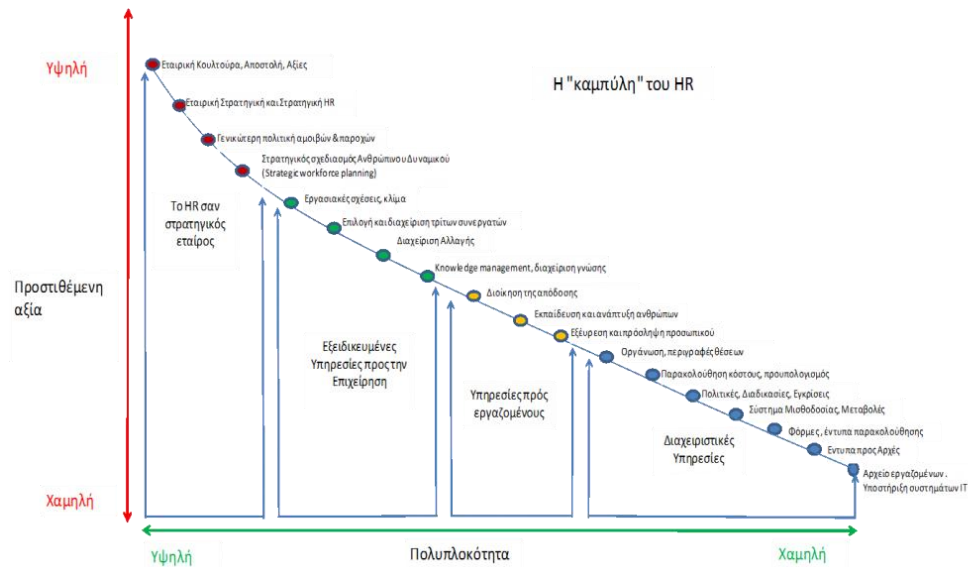 Η "καμπύλη" του HR
Υψηλή
Εταιρική Κουλτούρα, Αποστολή, Αξίες
Εταιρική Στρατηγική και Στρατηγική HR
Γενικώτερη πολιτική αμοιβών & παροχών
Στρατηγικός σχεδιασμός Ανθρώπινου Δυναμικού
(Strategic workforce planning)
Εργασιακές σχέσεις, κλίμα
Επιλογή και διαχείριση τρίτων συνεργατών
Διαχείριση Αλλαγής
Knowledge management, διαχείριση γνώσης
Διοίκηση της απόδοσης
Εκπαίδευση και ανάπτυξη ανθρώπων
Εξέυρεση και πρόσληψη προσωπικού
Οργάνωση, περιγραφές θέσεων
Παρακολούθηση κόστους, προυπολογισμός
Πολιτικές, Διαδικασίες, Εγκρίσεις
Σύστημα Μισθοδοσίας, Μεταβολές
Φόρμες, έντυπα παρακολούθησης
Εντυπα προς Αρχές
Αρχείο εργαζομένων.
Υποστήριξη συστημάτων IT
Το HR σαν
στρατηγικός
εταίρος
Προστιθέμενη
αξία
Εξειδικευμένες
Υπηρεσίες προς την
Επιχείρηση
Υπηρεσίες πρός
εργαζομένους
Διαχειριστικές
Υπηρεσίες
Χαμηλή
Υψηλή
Πολυπλοκότητα
Χαμηλή